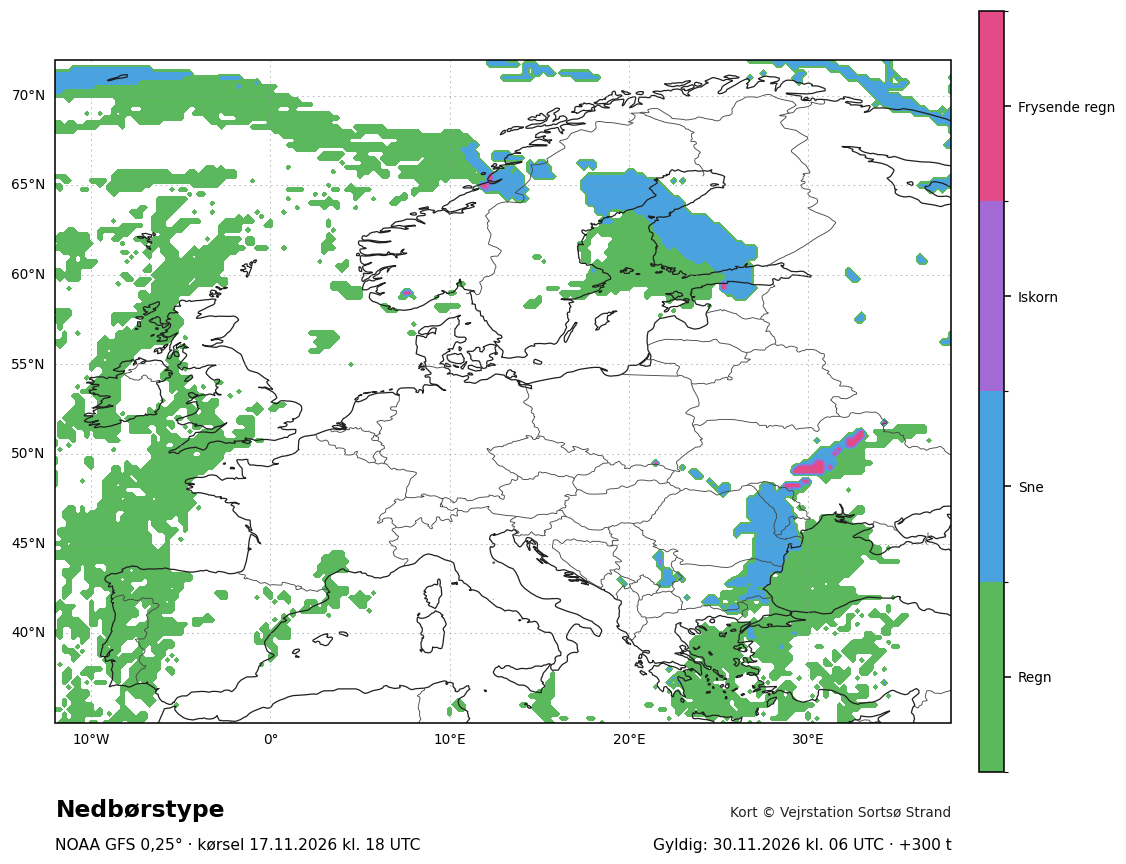 70°N
65°N
60°N
55°N
50°N
45°N
40°N
10°W
0°
10°E
20°E
30°E
Frysende regn
Iskorn
Sne
Regn
Nedbørstype
Kort © Vejrstation Sortsø Strand
NOAA GFS 0,25° · kørsel 17.11.2026 kl. 18 UTC
Gyldig: 30.11.2026 kl. 06 UTC · +300 t